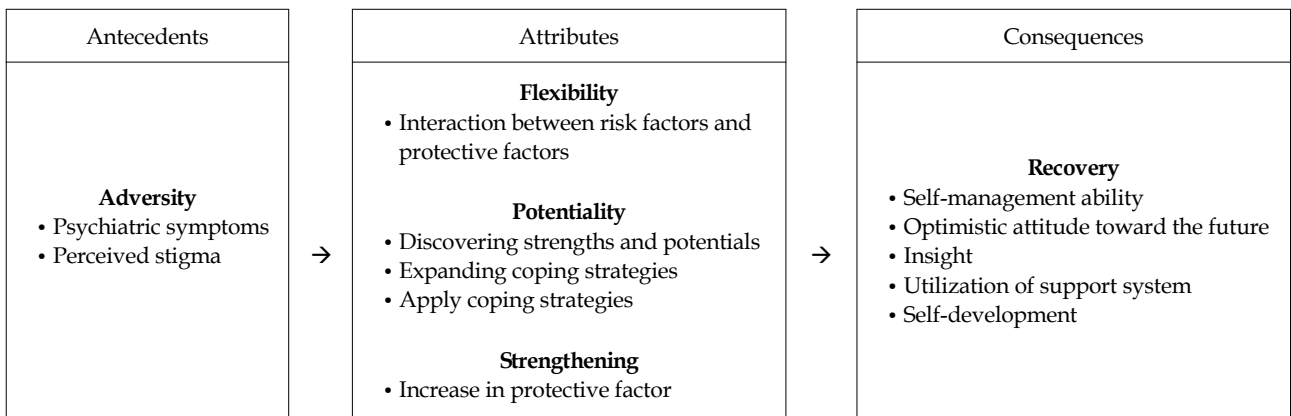 Antecedents
Adversity
• Psychiatric symptoms
• Perceived stigma
→
Attributes
Flexibility
• Interaction between risk factors and
protective factors
Potentiality
• Discovering strengths and potentials
• Expanding coping strategies
• Apply coping strategies
Strengthening
• Increase in protective factor
→
Consequences
Recovery
• Self-management ability
• Optimistic attitude toward the future
• Insight
• Utilization of support system
• Self-development